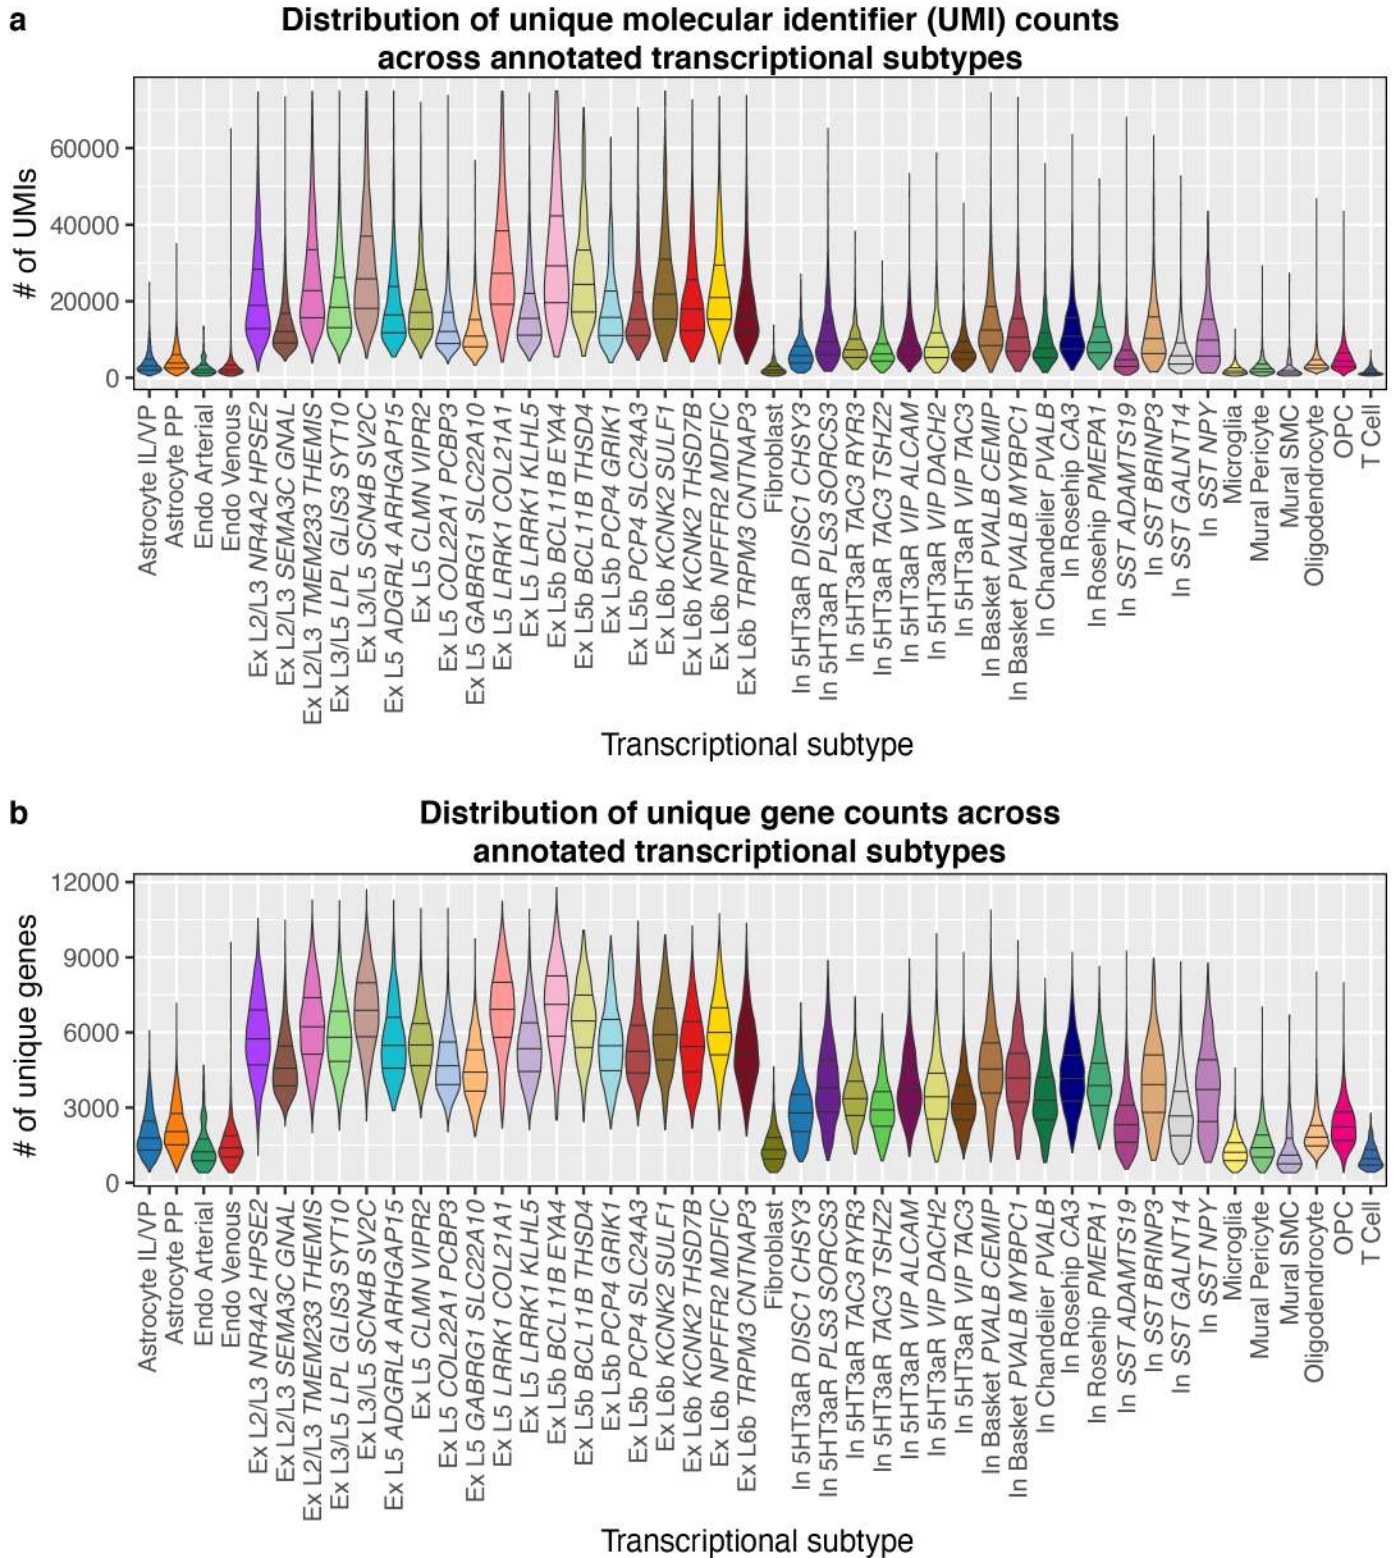 a
Distribution of unique molecular identifier (UMI) counts
across annotated transcriptional subtypes
# of UMIs
60000
40000
20000
0
Astrocyte IL/VP
Astrocyte PP
Endo Arterial
Endo Venous
Ex L2/L3 NR4A2 HPSE2
Ex L2/L3 SEMA3C GNAL
Ex L2/L3 TMEM233 THEMIS
Ex L3/L5 LPL GLIS3 SYT10
Ex L3/L5 SCN4B SV2C
Ex L5 ADGRL4 ARHGAP15
Ex L5 CLMN VIPR2
Ex L5 COL22A1 PCBP3
Ex L5 GABRG1 SLC22A10
Ex L5 LRRK1 COL21A1
Ex L5 LRRK1 KLHL5
Ex L5b BCL11B EYA4
Ex L5b BCL11B THSD4
Ex L5b PCP4 GRIK1
Ex L5b PCP4 SLC24A3
Ex L6b KCNK2 SULF1
Ex L6b KCNK2 THSD7B
Ex L6b NPFFR2 MDFIC
Ex L6b TRPM3 CNTNAP3
Fibroblast
In 5HT3aR DISC1 CHSY3
In 5HT3aR PLS3 SORCS3
In 5HT3aR TAC3 RYR3
In 5HT3aR TAC3 TSHZ2
In 5HT3aR VIP ALCAM
In 5HT3aR VIP DACH2
In 5HT3aR VIP TAC3
In Basket PVALB CEMIP
In Basket PVALB MYBPC1
In Chandelier PVALB
In Rosehip CA3
In Rosehip PMEPA1
In SST ADAMTS19
In SST BRINP3
In SST GALNT14
In SST NPY
Microglia
Mural Pericyte
Mural SMC
Oligodendrocyte
OPC
T Cell
Transcriptional subtype
b
Distribution of unique gene counts across
annotated transcriptional subtypes
# of unique genes
12000
9000
6000
3000
0
Astrocyte IL/VP
Astrocyte PP
Endo Arterial
Endo Venous
Ex L2/L3 NR4A2 HPSE2
Ex L2/L3 SEMA3C GNAL
Ex L2/L3 TMEM233 THEMIS
Ex L3/L5 LPL GLIS3 SYT10
Ex L3/L5 SCN4B SV2C
Ex L5 ADGRL4 ARHGAP15
Ex L5 CLMN VIPR2
Ex L5 COL22A1 PCBP3
Ex L5 GABRG1 SLC22A10
Ex L5 LRRK1 COL21A1
Ex L5 LRRK1 KLHL5
Ex L5b BCL11B EYA4
Ex L5b BCL11B THSD4
Ex L5b PCP4 GRIK1
Ex L5b PCP4 SLC24A3
Ex L6b KCNK2 SULF1
Ex L6b KCNK2 THSD7B
Ex L6b NPFFR2 MDFIC
Ex L6b TRPM3 CNTNAP3
Fibroblast
In 5HT3aR DISC1 CHSY3
In 5HT3aR PLS3 SORCS3
In 5HT3aR TAC3 RYR3
In 5HT3aR TAC3 TSHZ2
In 5HT3aR VIP ALCAM
In 5HT3aR VIP DACH2
In 5HT3aR VIP TAC3
In Basket PVALB CEMIP
In Basket PVALB MYBPC1
In Chandelier PVALB
In Rosehip CA3
In Rosehip PMEPA1
In SST ADAMTS19
In SST BRINP3
In SST GALNT14
In SST NPY
Microglia
Mural Pericyte
Mural SMC
Oligodendrocyte
OPC
T Cell
Transcriptional subtype